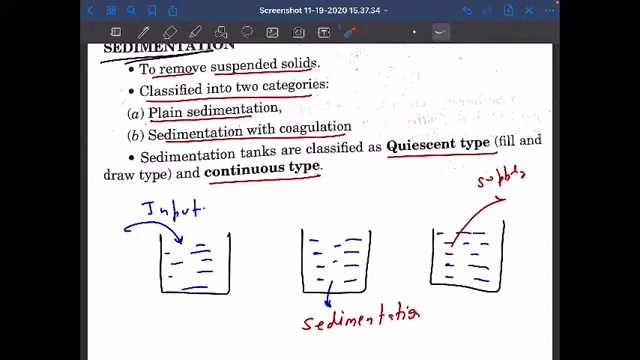 Screenshot 11-19-2020 15.37.34
SEDIMENTATION
• To remove suspended solids.
• Classified into two categories:
(a) Plain sedimentation,
(b) Sedimentation with coagulation
• Sedimentation tanks are classified as Quiescent type (fill and
draw type) and continuous type.
Supply
Input.
Sedimentation